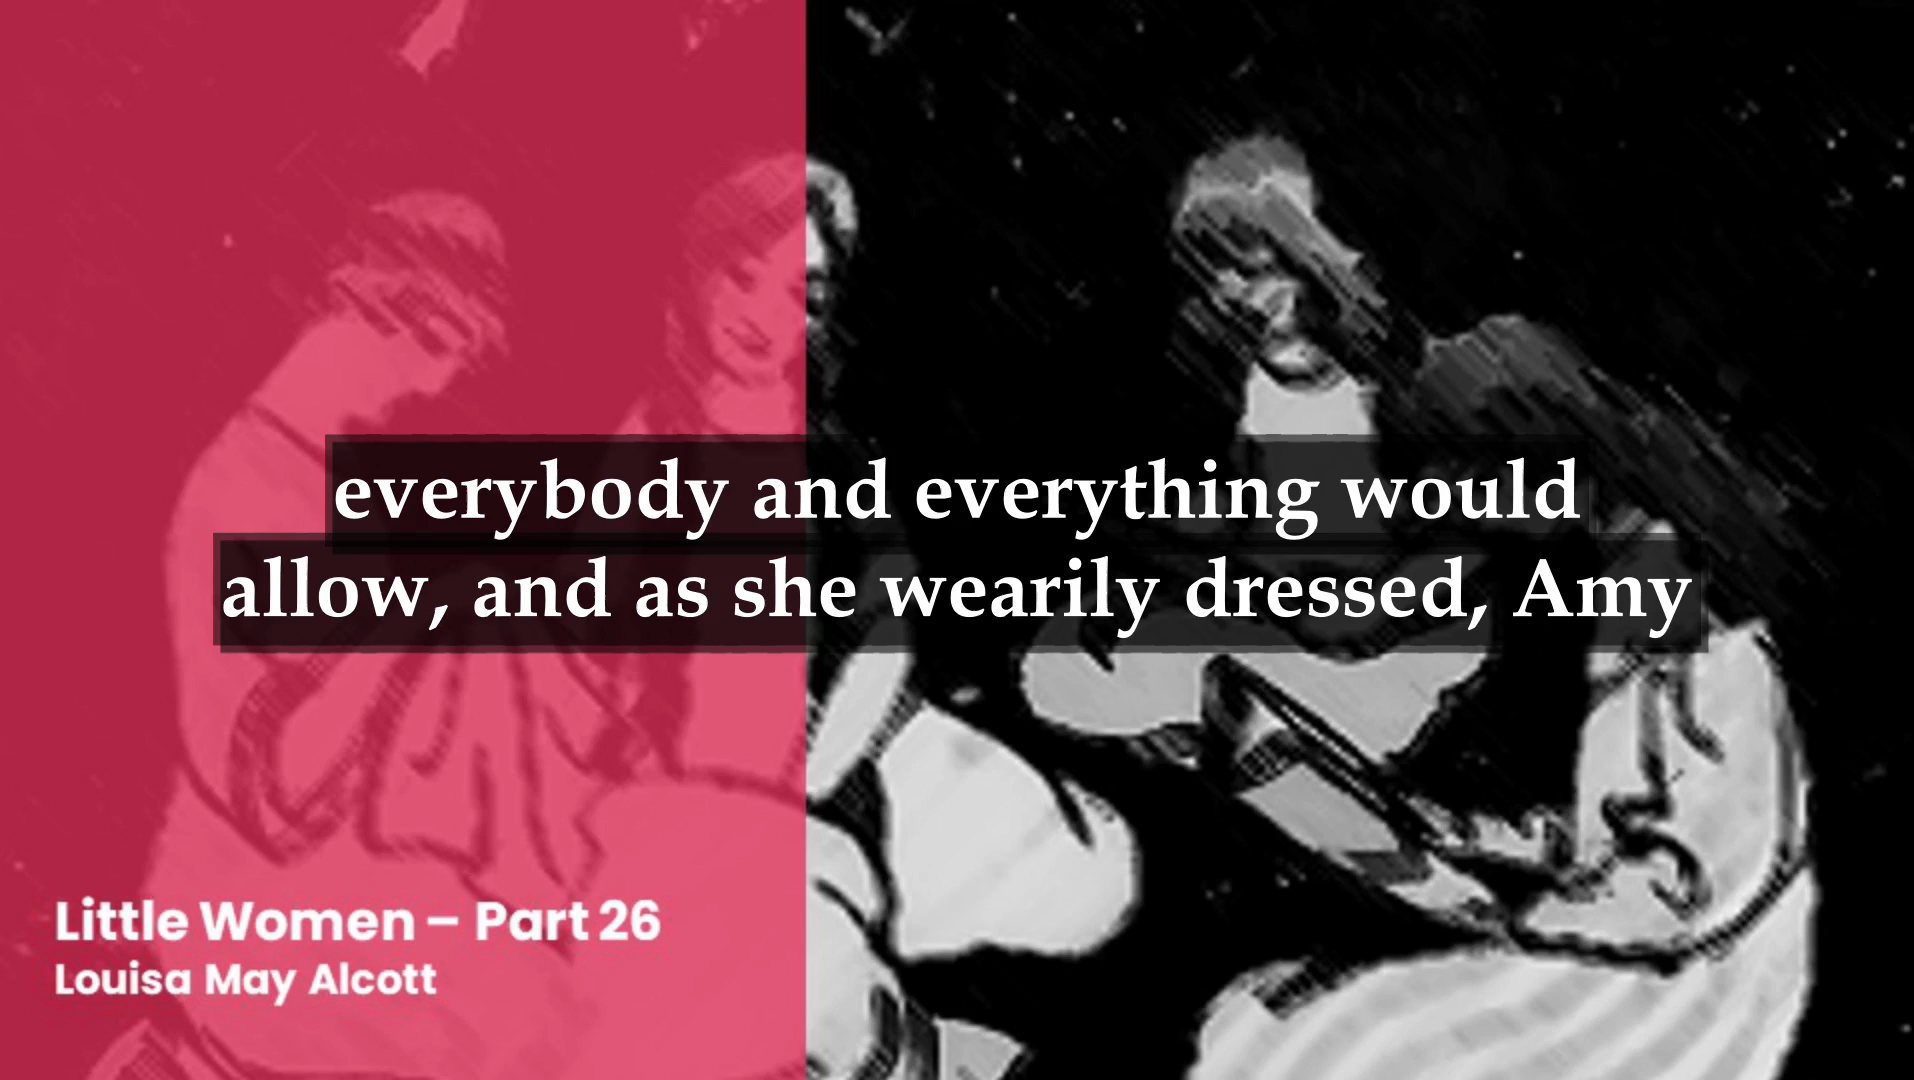 everybody and everything would
allow, and as she wearily dressed, Amy
Little Women – Part 26
Louisa May Alcott